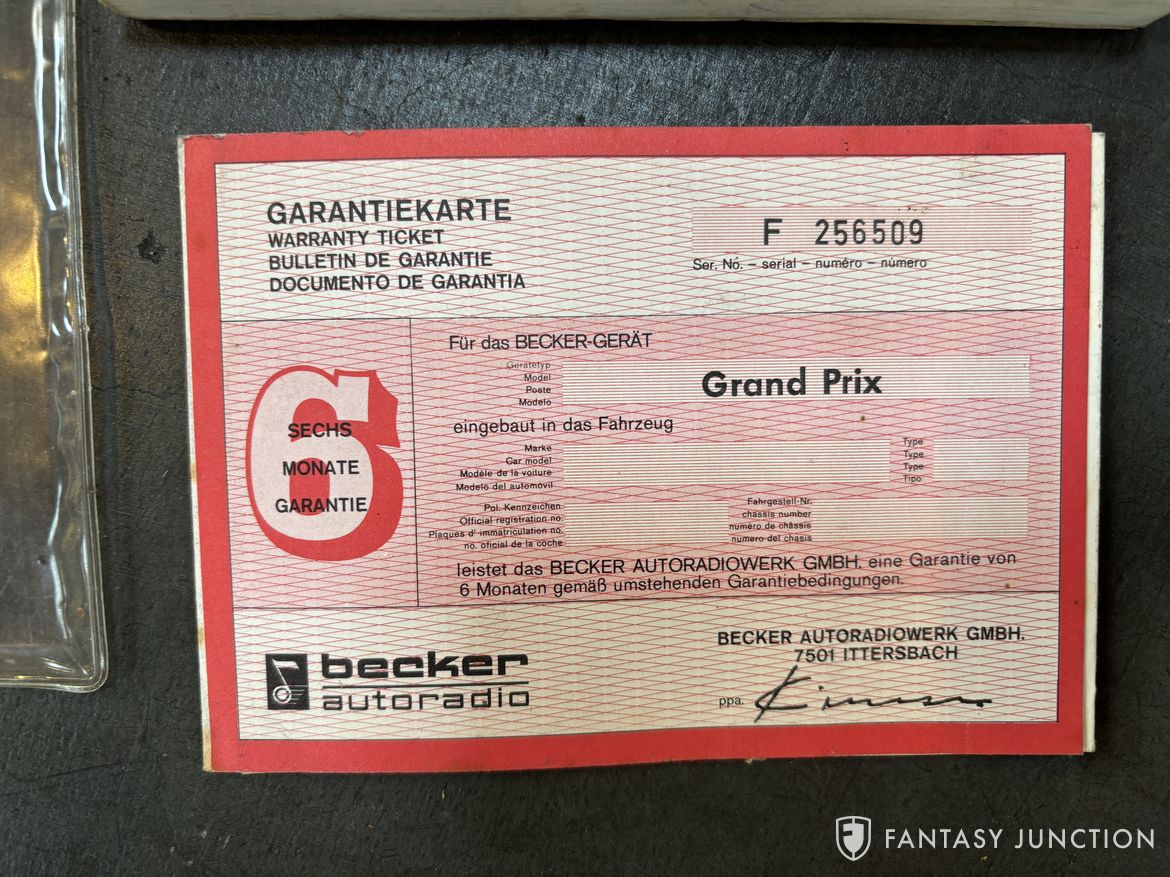 GARANTIEKARTE
WARRANTY TICKET
BULLETIN DE GARANTIE
DOCUMENTO DE GARANTIA
F 256509
Ser. No. – serial – numéro – número
Für das BECKER-GERÄT
Gerätetyp
Model
Poste
Modelo
Grand Prix
eingebaut in das Fahrzeug
Marke
Car model
Modèle de la voiture
Modelo del automóvil
Type
Type
Type
Tipo
Pol. Kennzeichen
Official registration no.
Plaques d' immatriculation no.
no. oficial de la coche
Fahrgestell-Nr.
chassis number
numéro de châssis
numero del chasis
6
SECHS
MONATE
GARANTIE
leistet das BECKER AUTORADIOWERK GMBH. eine Garantie von
6 Monaten gemäß umstehenden Garantiebedingungen.
becker
autoradio
BECKER AUTORADIOWERK GMBH.
7501 ITTERSBACH
ppa.
FANTASY JUNCTION